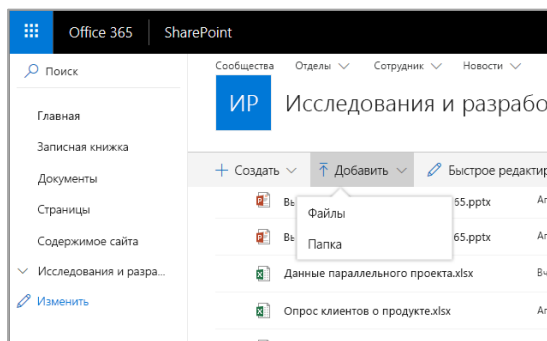 Office 365 SharePoint
Поиск
Сообщества Отделы Сотрудник Новости
ИР Исследования и разрабо
Главная
Записная книжка
Документы
Страницы
Содержимое сайта
Исследования и разра...
Изменить
Создать Добавить Быстрое редактир
Файлы
Папка
Вы 65.pptx
Вы 65.pptx
Данные параллельного проекта.xlsx
Опрос клиентов о продукте.xlsx